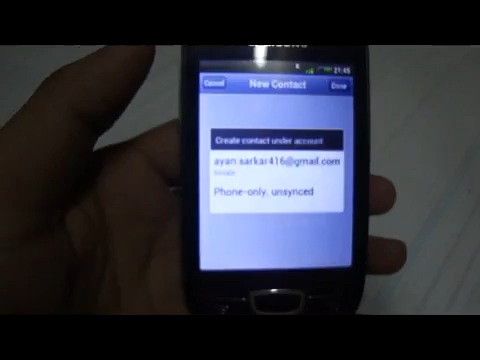 SAMSUNG
21:45
Cancel
New Contact
Done
Create contact under account
ayan.sarkar416@gmail.com
Google
Phone-only, unsynced